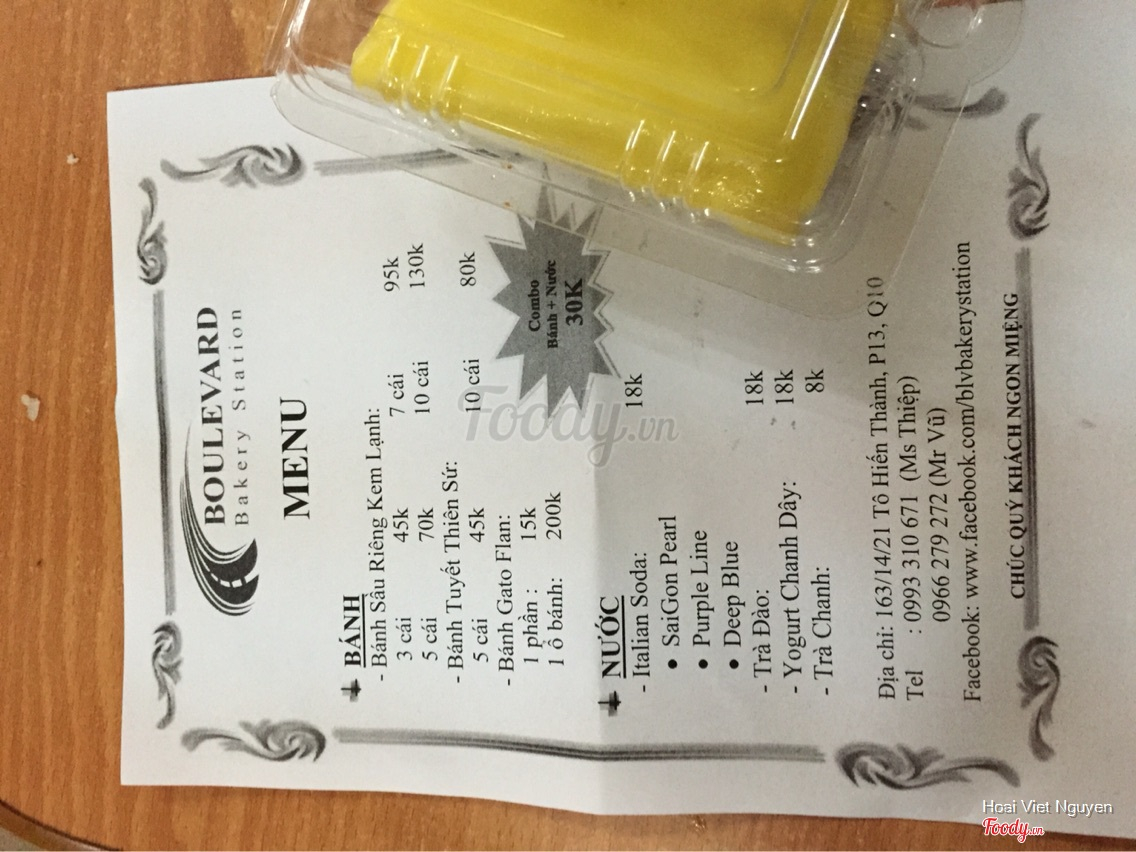 BOULEVARD
Bakery Station
MENU
BÁNH
- Bánh Sâu Riêng Kem Lạnh:
3 cái 45k 7 cái 95k
5 cái 70k 10 cái 130k
- Bánh Tuyết Thiên Sứ:
5 cái 45k 10 cái 80k
- Bánh Gato Flan:
1 phần : 15k
1 ổ bánh: 200k
Combo
Bánh + Nước
30K
NƯỚC
- Italian Soda: 18k
• SaiGon Pearl
• Purple Line
• Deep Blue
- Trà Đào: 18k
- Yogurt Chanh Dây: 18k
- Trà Chanh: 8k
Địa chỉ: 163/14/21 Tô Hiến Thành, P13, Q10
Tel : 0993 310 671 (Ms Thiệp)
0966 279 272 (Mr Vũ)
Facebook: www.facebook.com/blvbakerystation
CHÚC QUÝ KHÁCH NGON MIỆNG
Foody.vn
Hoai Viet Nguyen
Foody.vn